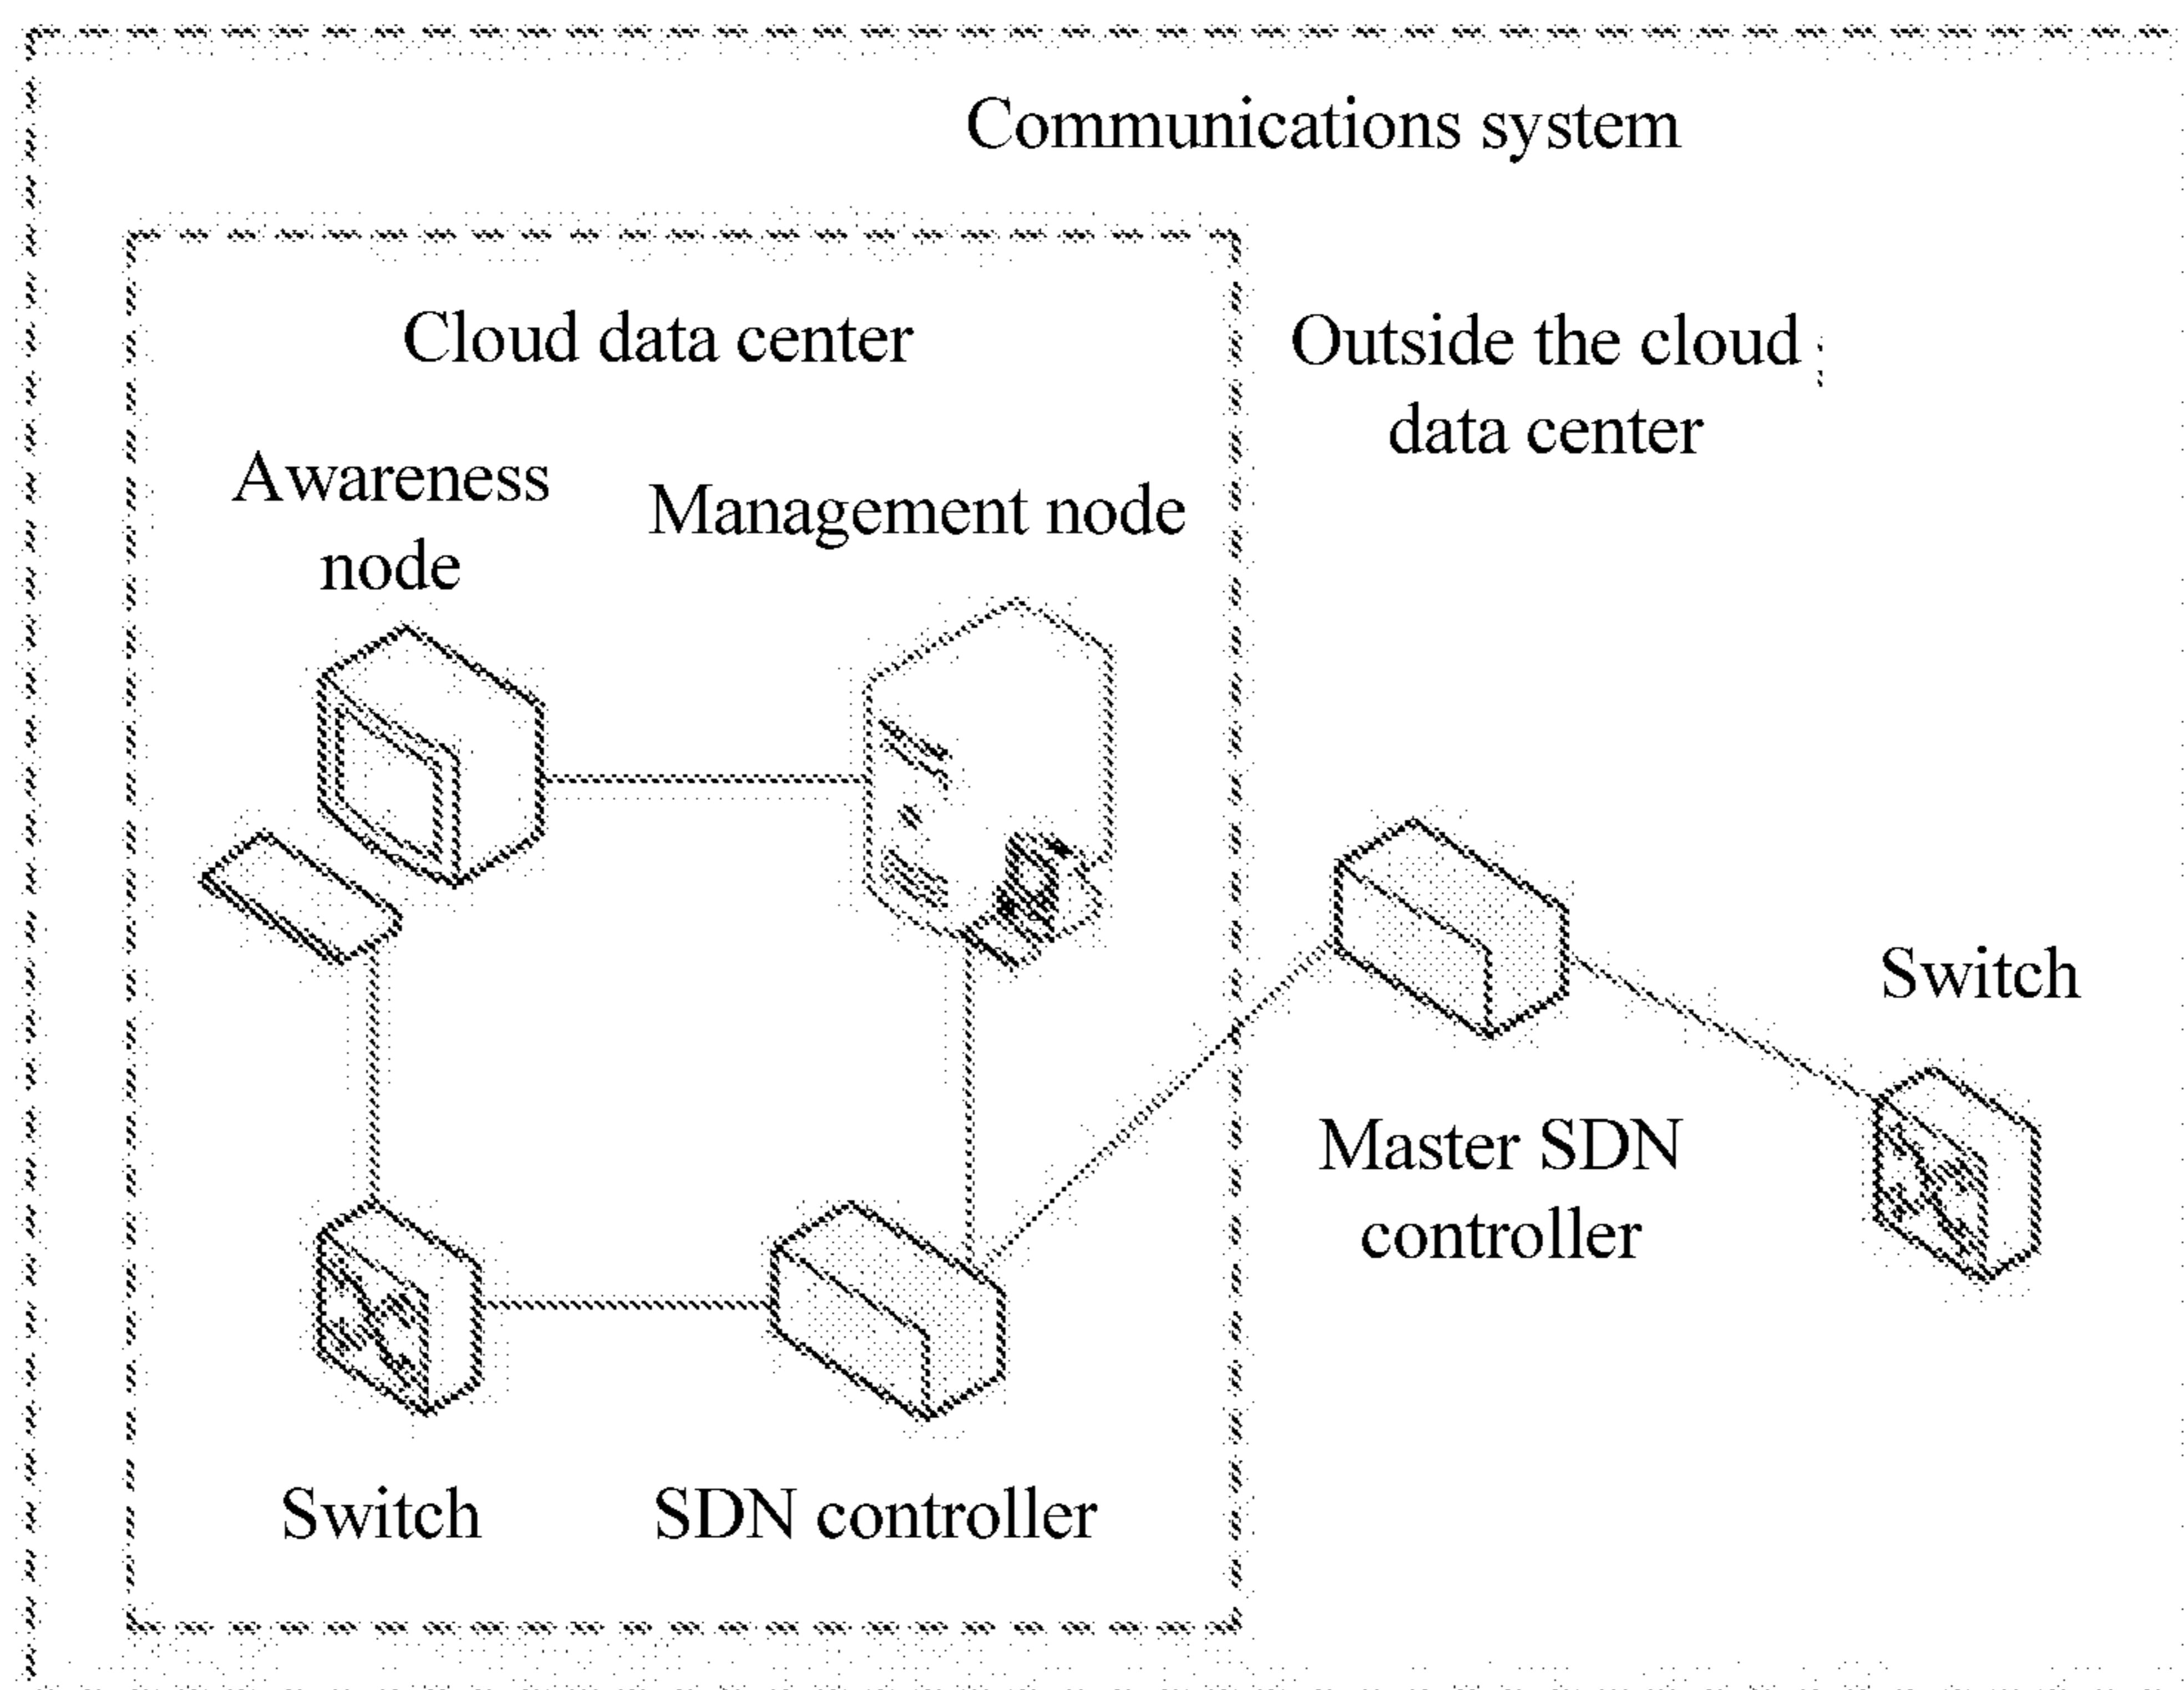 Communications system
Cloud data center
Outside the cloud
data center
Awareness
node
Management node
Switch
Master SDN
controller
Switch
SDN controller